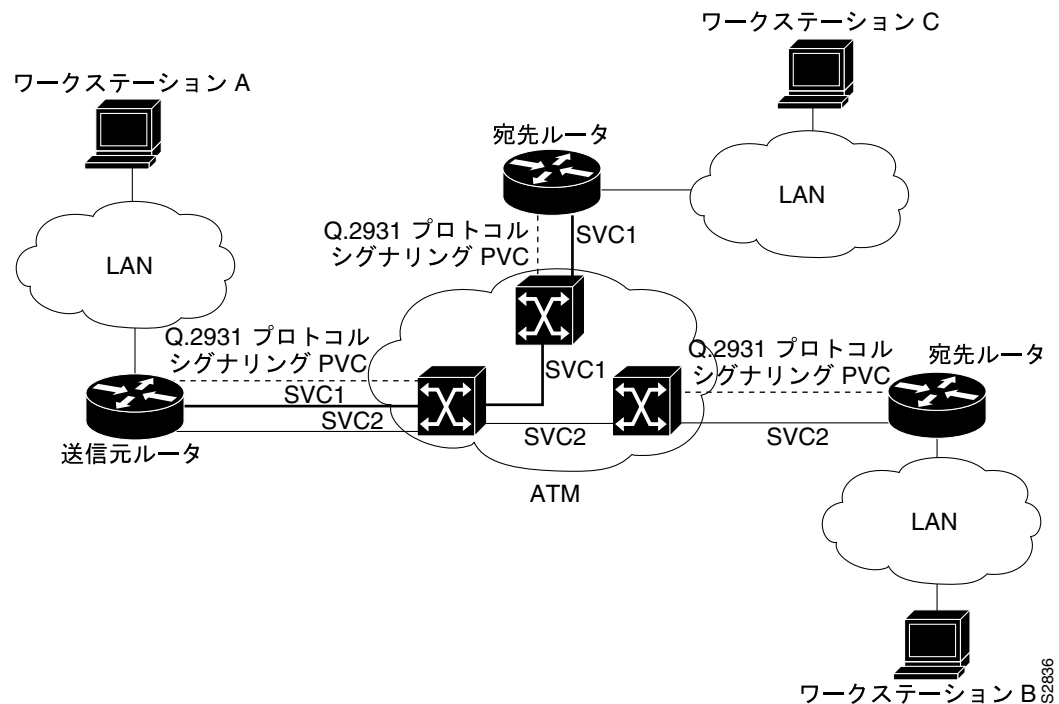 ワークステーション C
ワークステーション A
宛先ルータ
LAN
Q.2931 プロトコル
シグナリング PVC
SVC1
LAN
Q.2931 プロトコル
シグナリング PVC
Q.2931 プロトコル
シグナリング PVC
宛先ルータ
SVC1
SVC1
SVC2
SVC2
SVC2
送信元ルータ
ATM
LAN
ワークステーション B
S2836